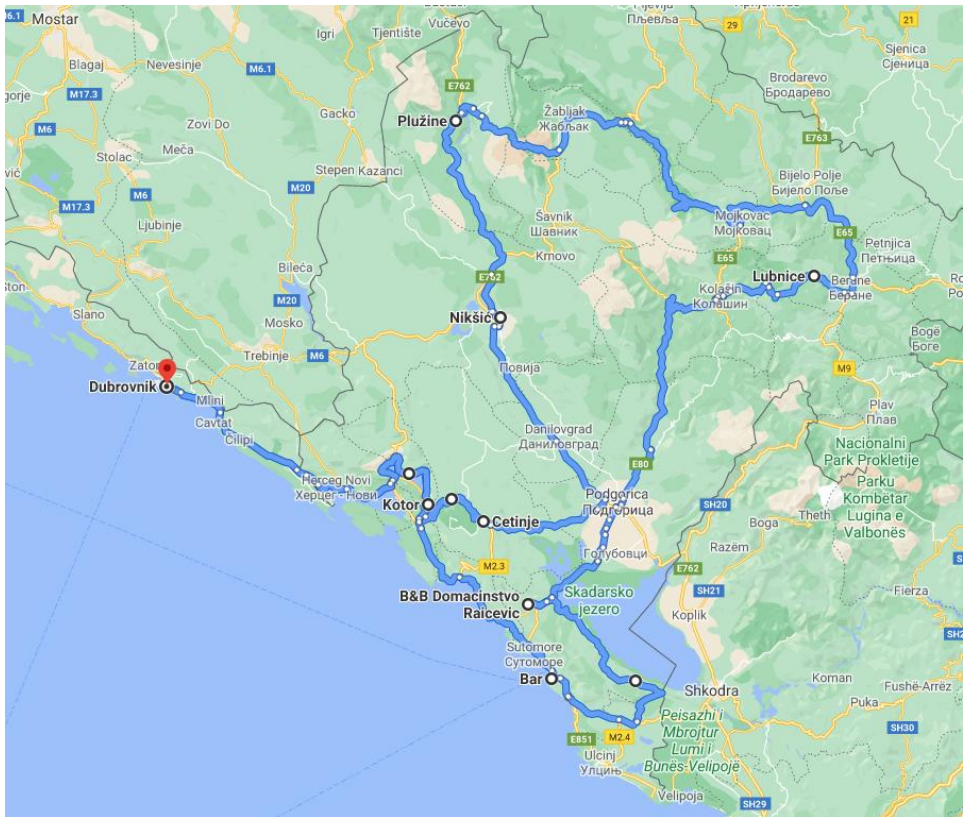 Mostar
Vučevo
29
21
M6.1
Igri
Tjentište
Blagaj
Nevesinje
M6.1
Sjenica
Сјеница
E762
Brodarevo
Бродарево
M17.3
Gacko
Plužine
Žabljak
Жабљак
Zovi Do
E763
M6
Stolac
Meča
Stepen
Kazanci
Bijelo Polje
Бијело Поље
M20
M6
M17.3
Šavnik
Шавник
Mojkovac
Мојковац
Ljubinje
Petnjica
Петњица
E65
Krnovo
E65
Bileća
E762
Lubnice
Berane
Беране
Kolašin
Колашин
M20
Slano
Mosko
Nikšić
Trebinje
M6
Повија
M9
Zaton
Dubrovnik
Plav
Плав
Mlini
Cavtat
Danilovgrad
Даниловград
Nacionalni
Park Prokletije
Čilipi
E80
Herceg Novi
Херцег - Нови
Parku
Kombëtar
Lugina e
Valbonës
Podgorica
Подгорица
Kotor
SH20
Theth
Cetinje
Boga
Razëm
Голубовци
M2.3
E762
Fierza
B&B Domacinstvo
Raicevic
Skadarsko
jezero
SH21
Koplik
Sutomore
Сутоморе
Bar
Koman
Fushë-Arrëz
Shkodra
Puka
Peisazhi i
Mbrojtur
Lumi i
Bunës-Velipojë
SH30
E851
M2.4
Ulcinj
Улцињ
Velipoja
SH29